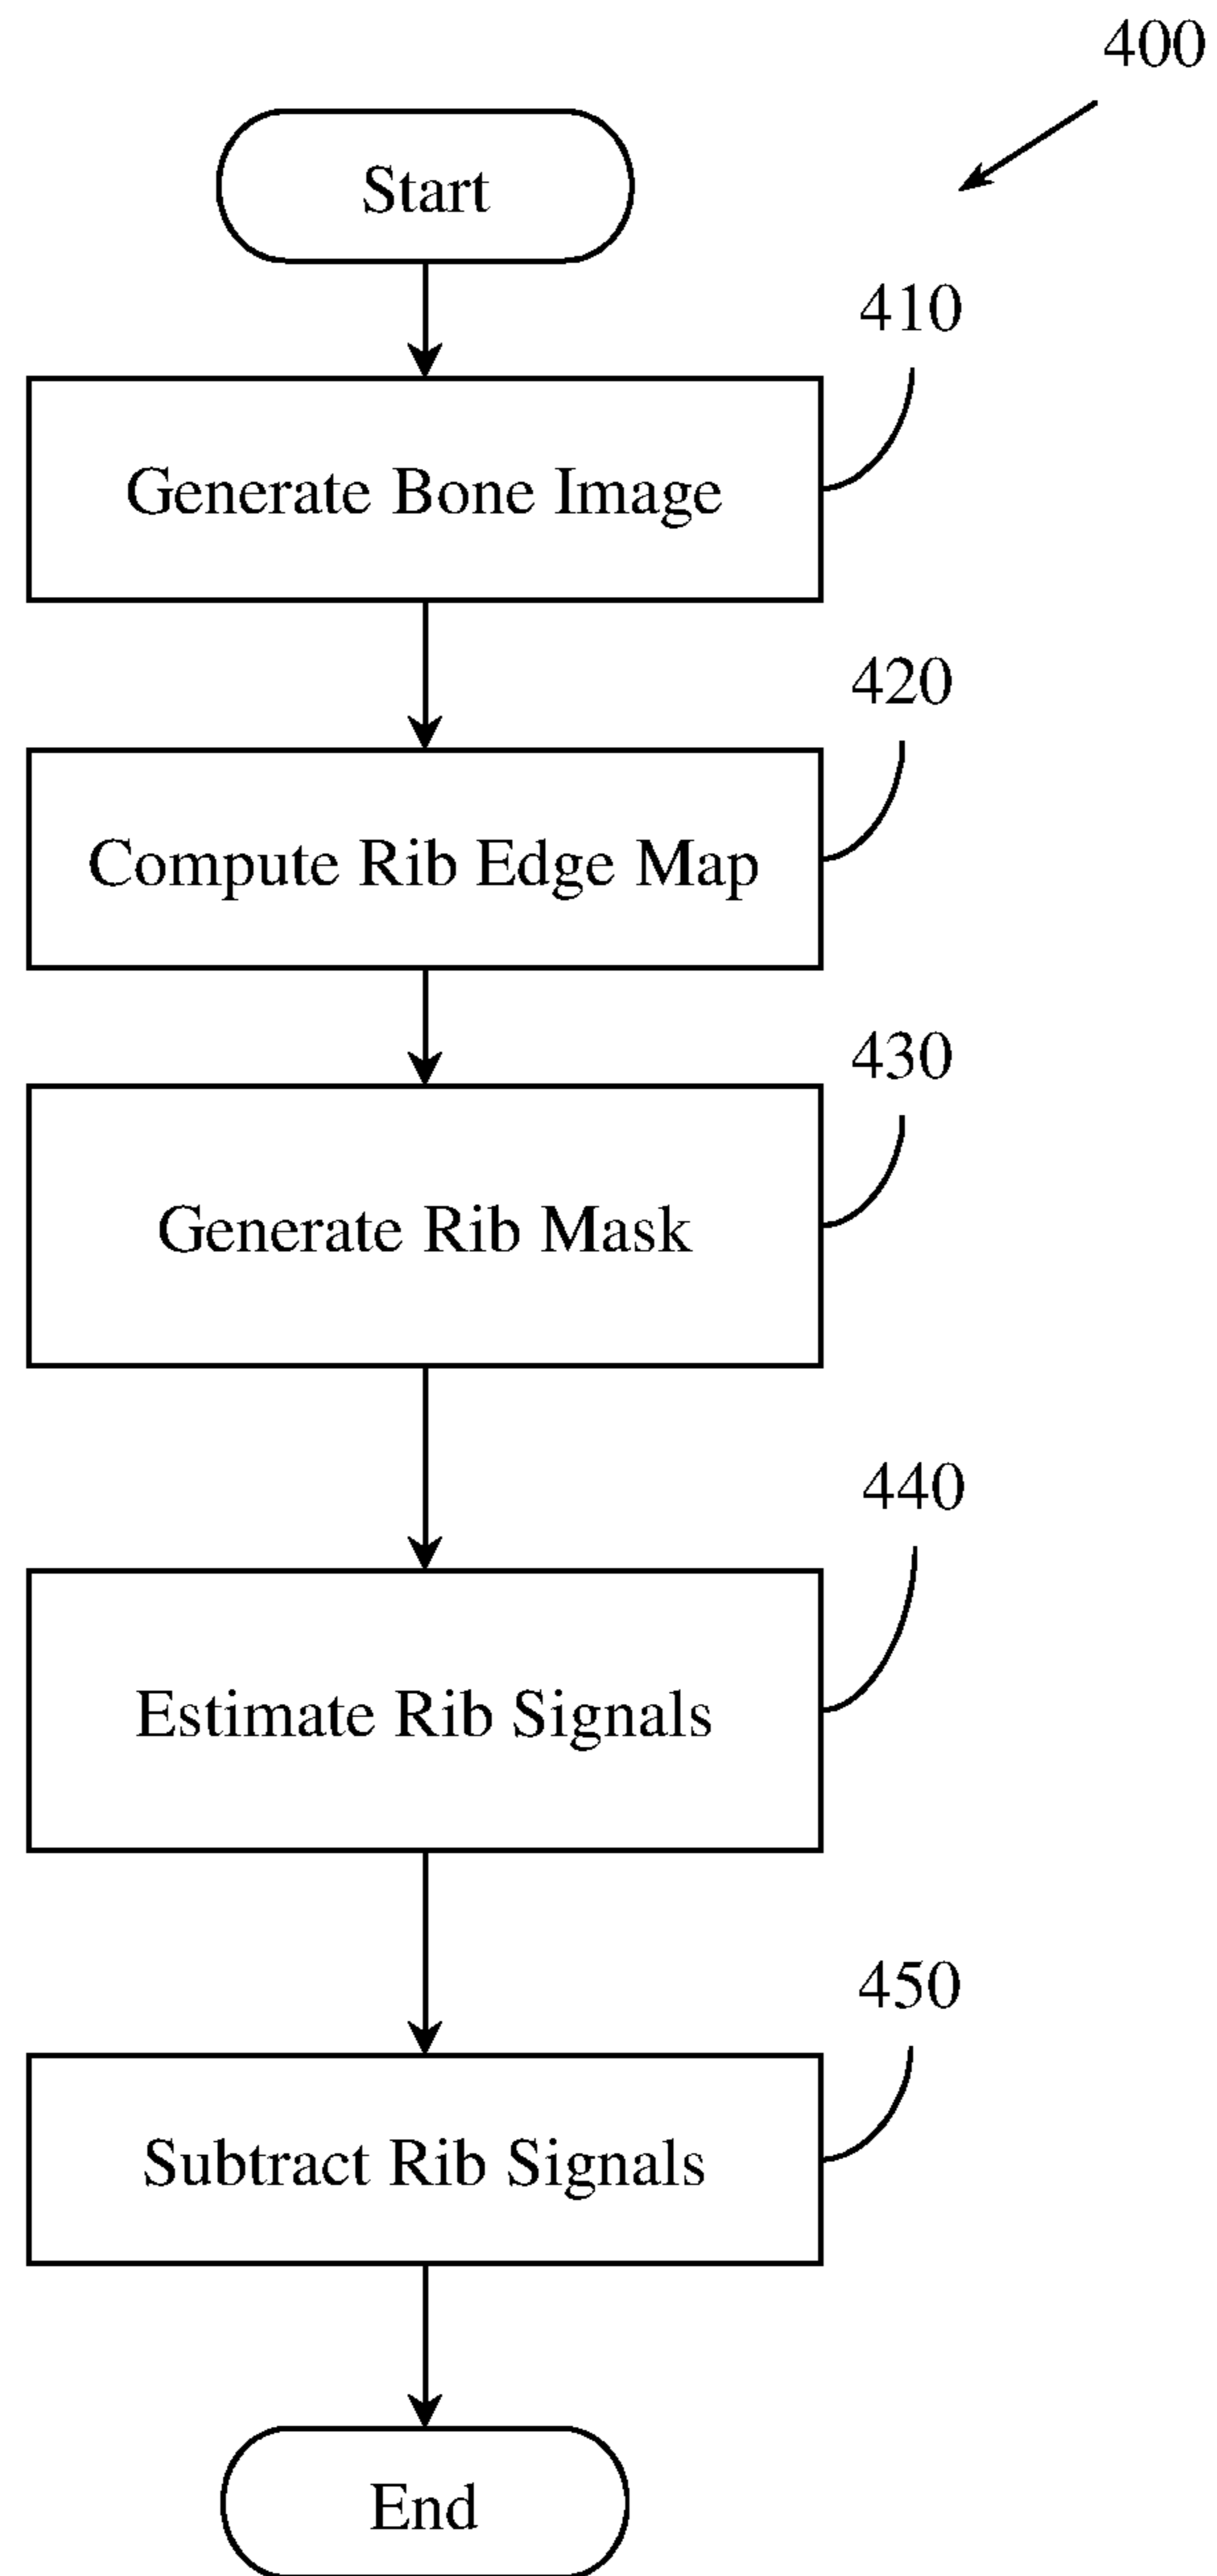 400
Start
410
Generate Bone Image
420
Compute Rib Edge Map
430
Generate Rib Mask
440
Estimate Rib Signals
450
Subtract Rib Signals
End